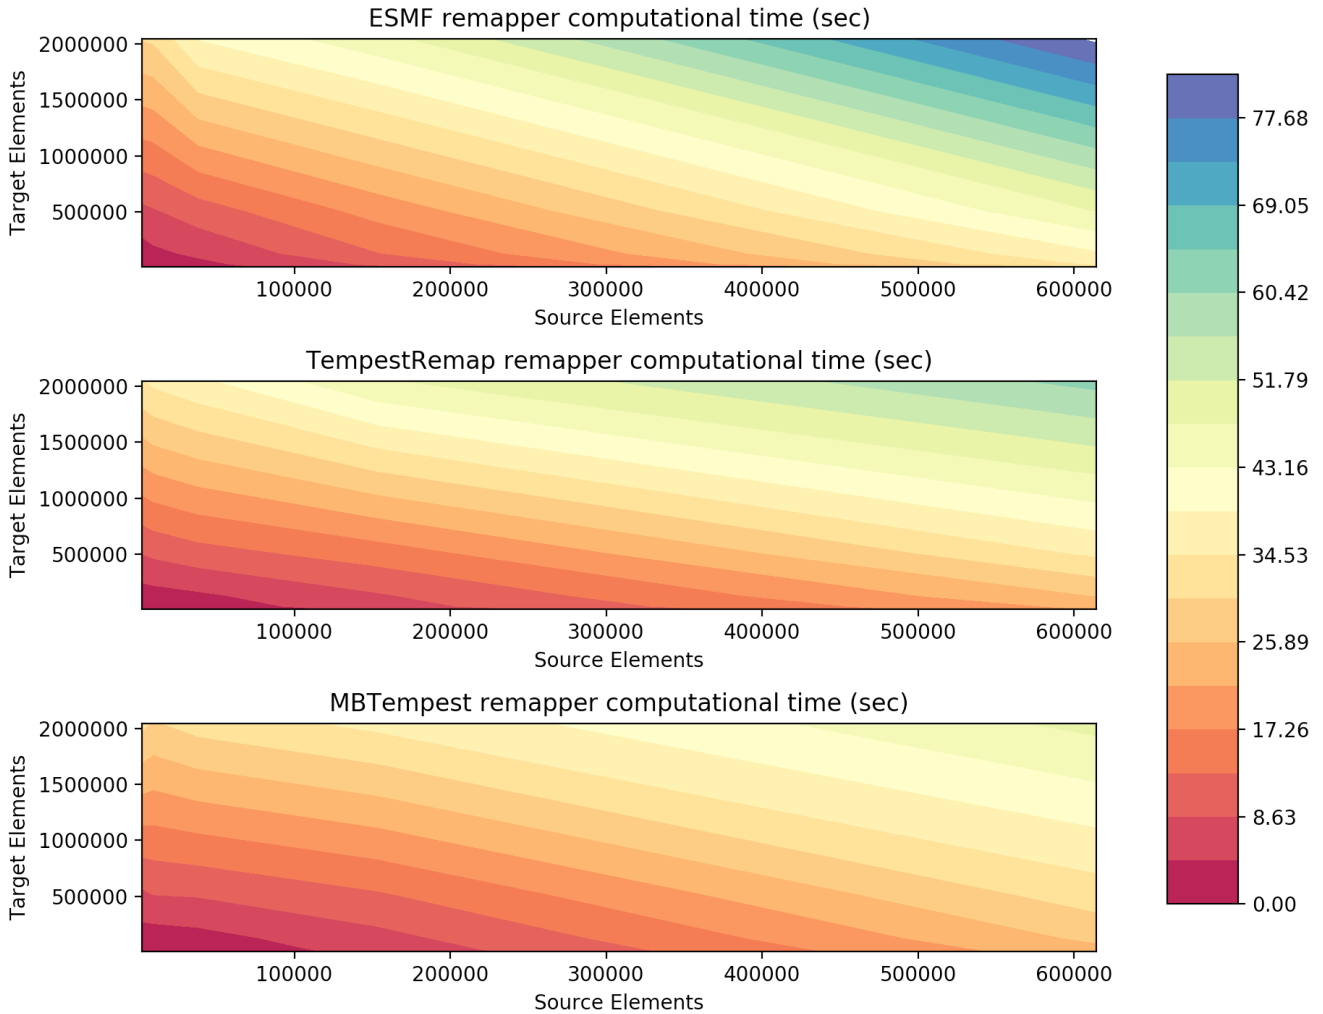 ESMF remapper computational time (sec)
Target Elements
2000000
1500000
1000000
500000
100000 200000 300000 400000 500000 600000
Source Elements
TempestRemap remapper computational time (sec)
Target Elements
2000000
1500000
1000000
500000
100000 200000 300000 400000 500000 600000
Source Elements
MBTempest remapper computational time (sec)
Target Elements
2000000
1500000
1000000
500000
100000 200000 300000 400000 500000 600000
Source Elements
77.68
69.05
60.42
51.79
43.16
34.53
25.89
17.26
8.63
0.00